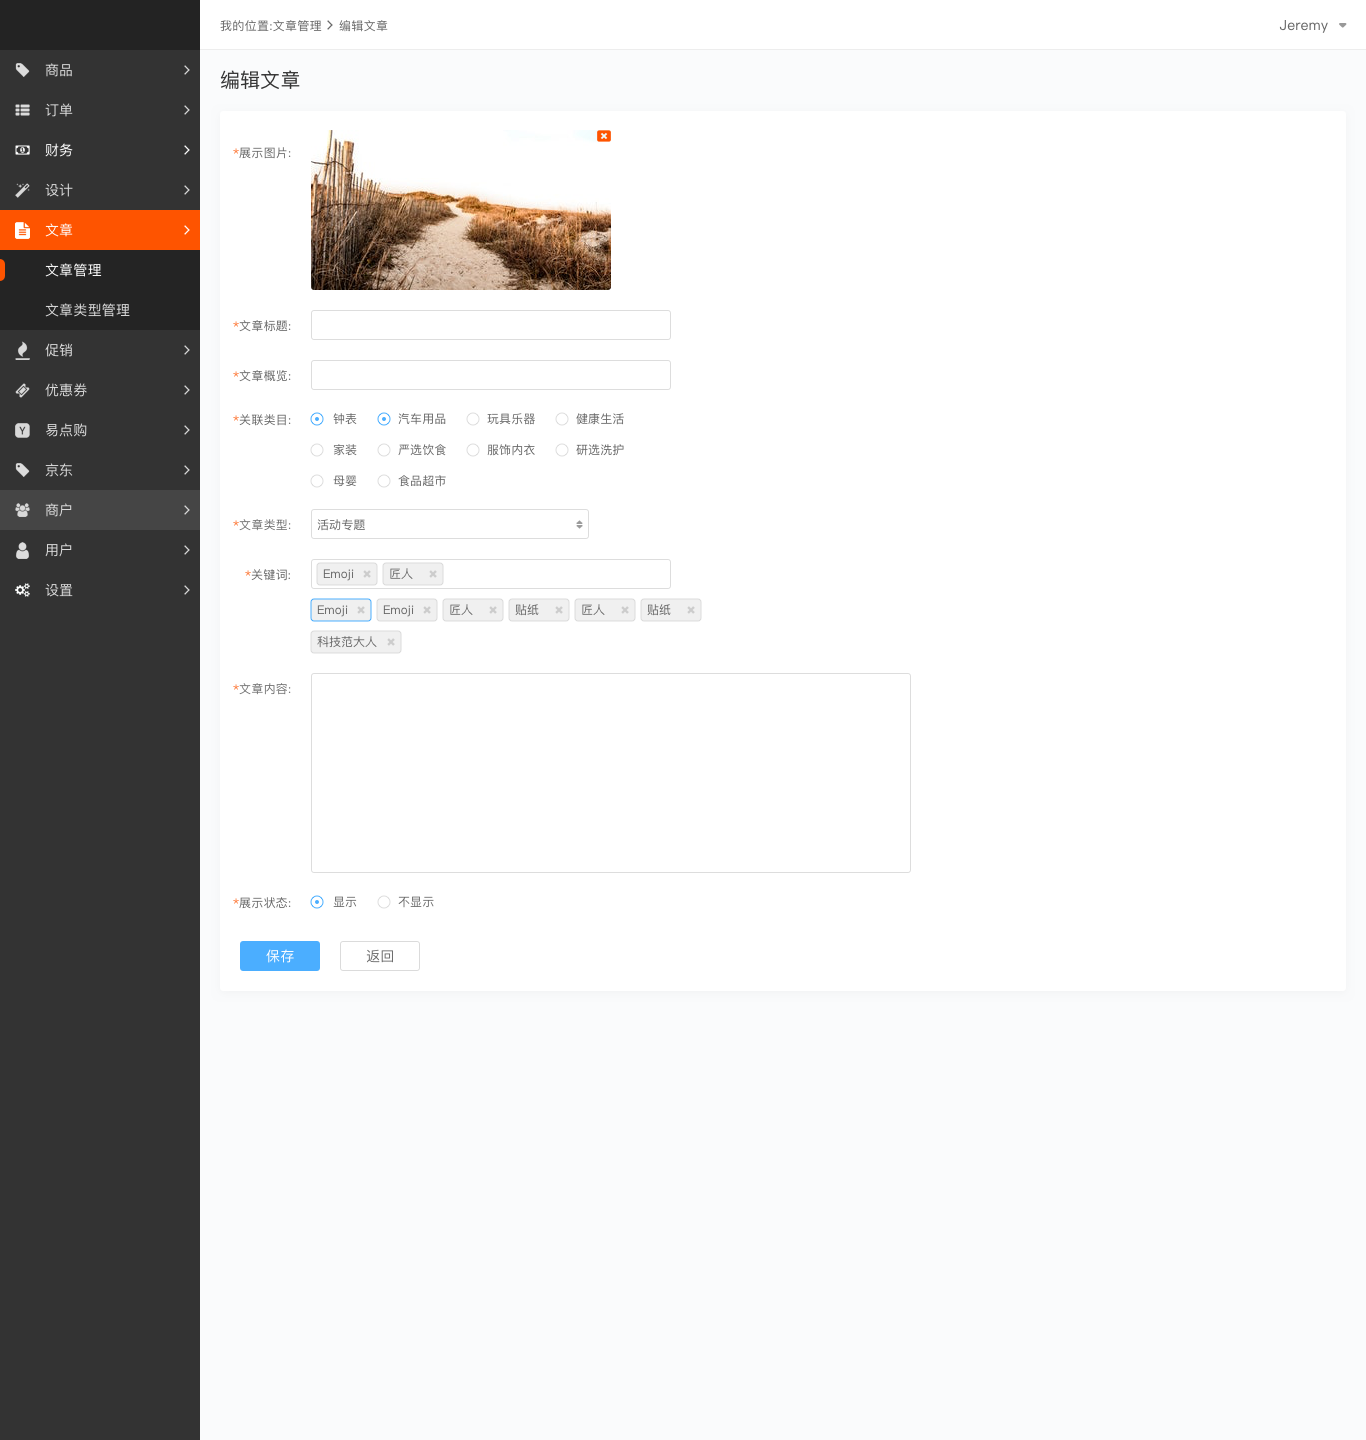 我的位置:文章管理 > 编辑文章
Jeremy
商品
订单
财务
设计
文章
文章管理
文章类型管理
促销
优惠券
易点购
京东
商户
用户
设置
编辑文章
*展示图片:
*文章标题:
*文章概览:
*关联类目:
钟表 汽车用品 玩具乐器 健康生活
家装 严选饮食 服饰内衣 研选洗护
母婴 食品超市
*文章类型:
活动专题
*关键词:
Emoji 匠人
Emoji Emoji 匠人 贴纸 匠人 贴纸
科技范大人
*文章内容:
*展示状态:
显示 不显示
保存 返回